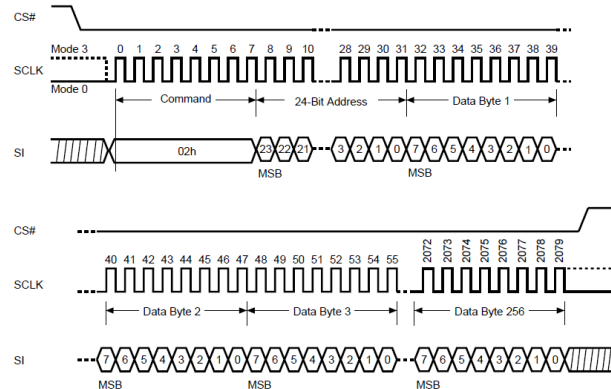 CS#
Mode 3
0 1 2 3 4 5 6 7 8 9 10 28 29 30 31 32 33 34 35 36 37 38 39
SCLK
Mode 0
Command 24-Bit Address Data Byte 1
SI 02h 23 22 21 3 2 1 0 7 6 5 4 3 2 1 0
MSB MSB
CS#
40 41 42 43 44 45 46 47 48 49 50 51 52 53 54 55 2072 2073 2074 2075 2076 2077 2078 2079
SCLK
Data Byte 2 Data Byte 3 Data Byte 256
SI 7 6 5 4 3 2 1 0 7 6 5 4 3 2 1 0 7 6 5 4 3 2 1 0
MSB MSB MSB